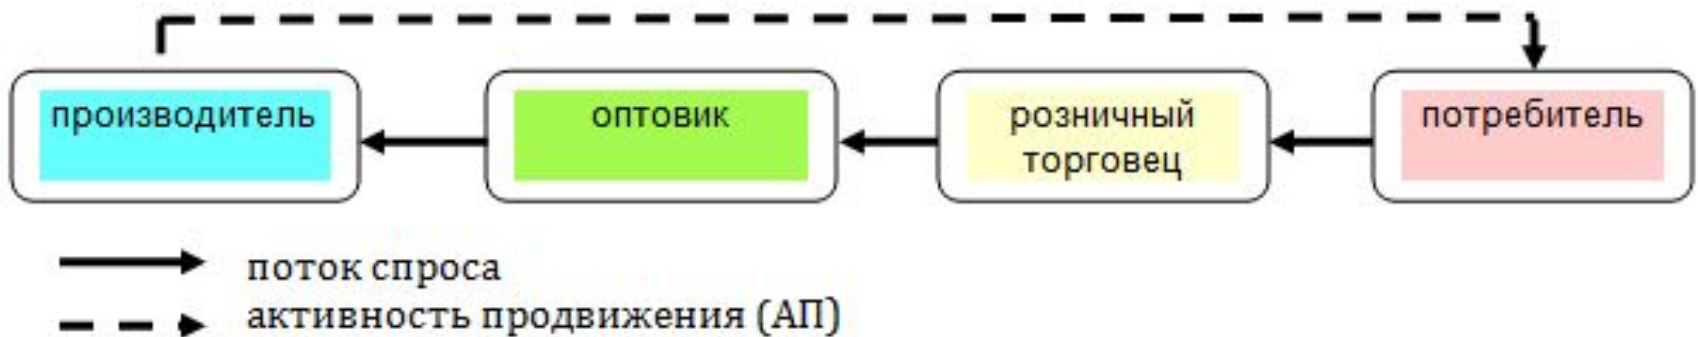 производитель
оптовик
розничный
торговец
потребитель
поток спроса
активность продвижения (АП)